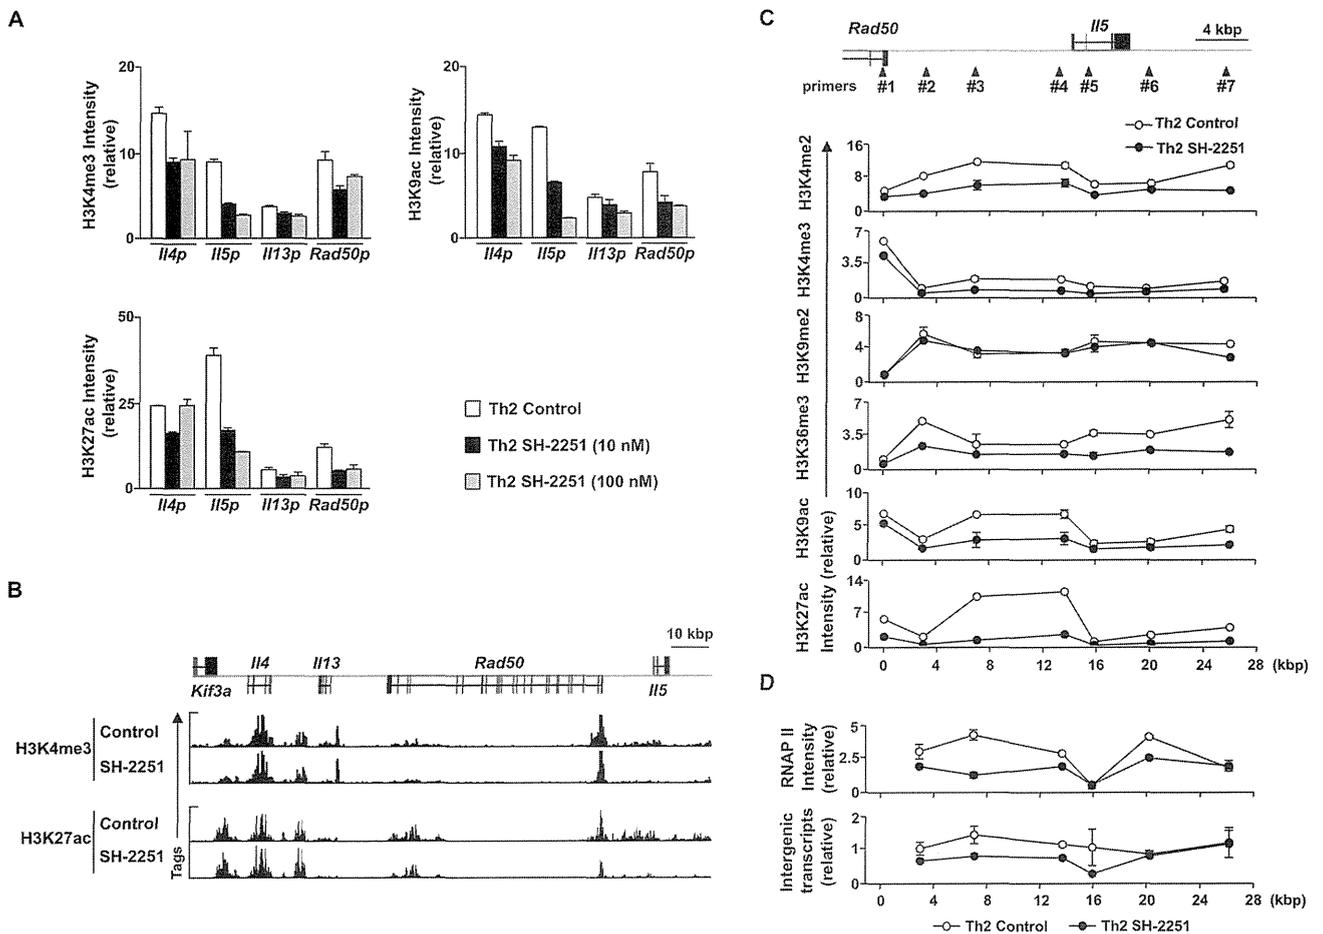 A
H3K4me3 Intensity
(relative)
20
10
0
Il4p Il5p Il13p Rad50p
H3K9ac Intensity
(relative)
20
10
0
Il4p Il5p Il13p Rad50p
H3K27ac Intensity
(relative)
50
25
0
Il4p Il5p Il13p Rad50p
Th2 Control
Th2 SH-2251 (10 nM)
Th2 SH-2251 (100 nM)
B
10 kbp
Il4 Il13 Rad50
Kif3a Il5
H3K4me3
Control
SH-2251
H3K27ac
Control
SH-2251
Tags
C
Rad50 Il5 4 kbp
primers #1 #2 #3 #4 #5 #6 #7
Th2 Control
Th2 SH-2251
H3K4me2
16
8
0
H3K4me3
7
3.5
0
H3K9me2
8
4
0
H3K36me3
7
3.5
0
H3K9ac
10
5
0
H3K27ac
14
7
0
Intensity (relative)
0 4 8 12 16 20 24 28 (kbp)
D
RNAP II
Intensity
(relative)
5
2.5
0
Intergenic
transcripts
(relative)
2
1
0
0 4 8 12 16 20 24 28 (kbp)
Th2 Control Th2 SH-2251